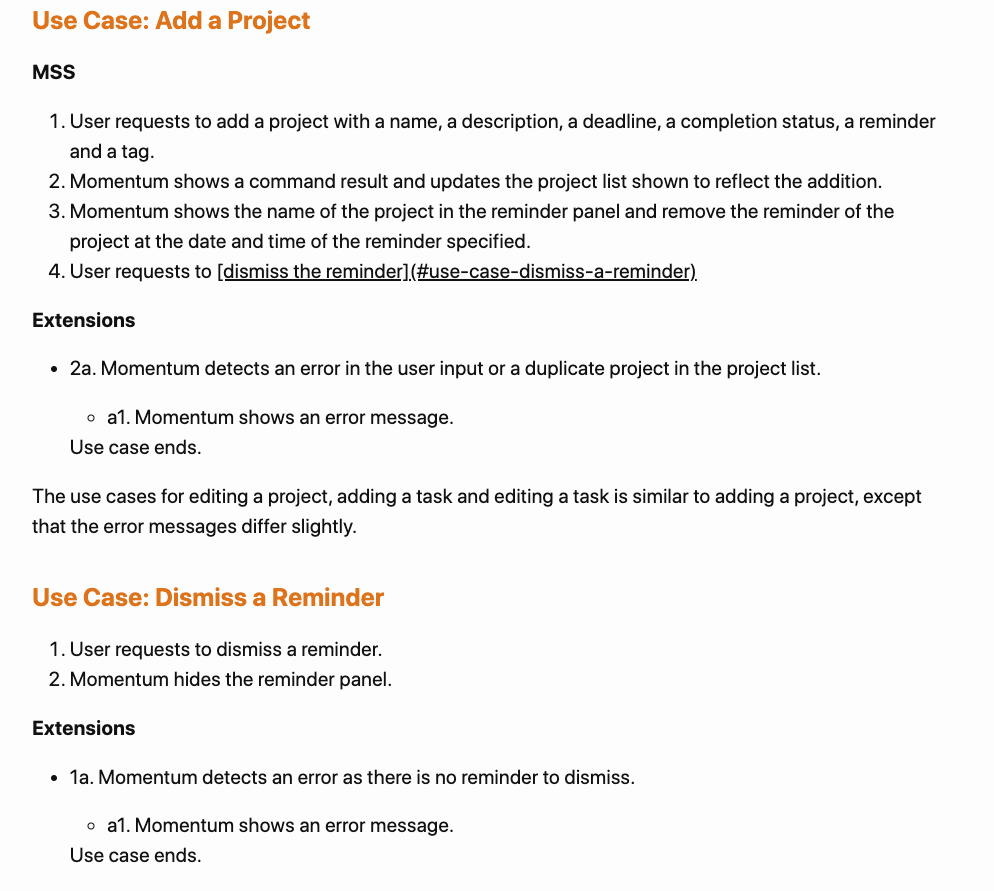 Use Case: Add a Project
MSS
1. User requests to add a project with a name, a description, a deadline, a completion status, a reminder
and a tag.
2. Momentum shows a command result and updates the project list shown to reflect the addition.
3. Momentum shows the name of the project in the reminder panel and remove the reminder of the
project at the date and time of the reminder specified.
4. User requests to [dismiss the reminder](#use-case-dismiss-a-reminder)
Extensions
• 2a. Momentum detects an error in the user input or a duplicate project in the project list.
◦ a1. Momentum shows an error message.
Use case ends.
The use cases for editing a project, adding a task and editing a task is similar to adding a project, except
that the error messages differ slightly.
Use Case: Dismiss a Reminder
1. User requests to dismiss a reminder.
2. Momentum hides the reminder panel.
Extensions
• 1a. Momentum detects an error as there is no reminder to dismiss.
◦ a1. Momentum shows an error message.
Use case ends.